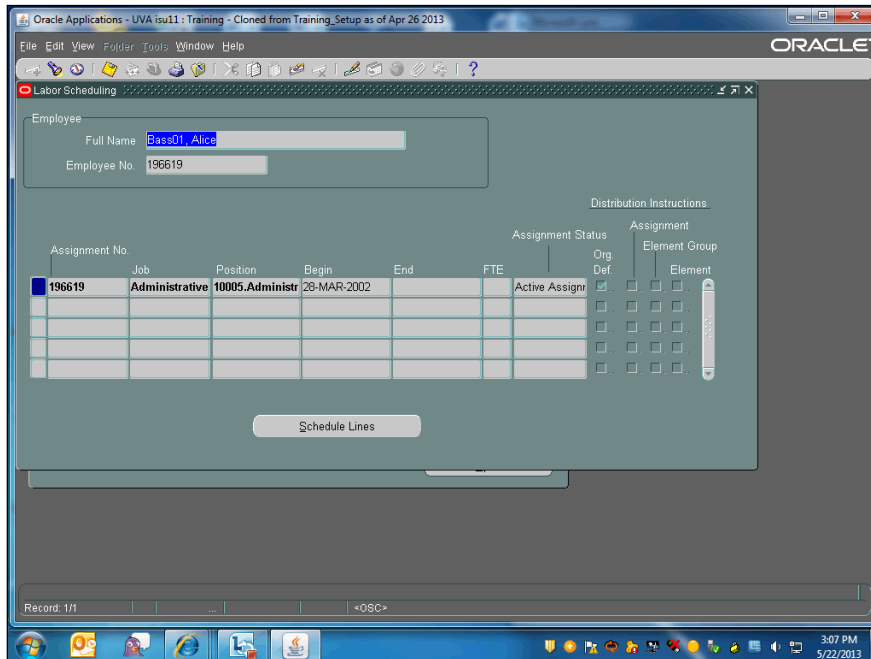 Oracle Applications - UVA isu11 : Training - Cloned from Training_Setup as of Apr 26 2013
File Edit View Folder Tools Window Help
ORACLE
Labor Scheduling
Employee
Full Name Bass01, Alice
Employee No. 196619
Distribution Instructions
Assignment
Assignment Status
Element Group
Assignment No.
Org.
Job Position Begin End FTE Def. Element
196619 Administrative 10005.Administr 28-MAR-2002 Active Assignr
Schedule Lines
Record: 1/1 ... <OSC>
3:07 PM
5/22/2013